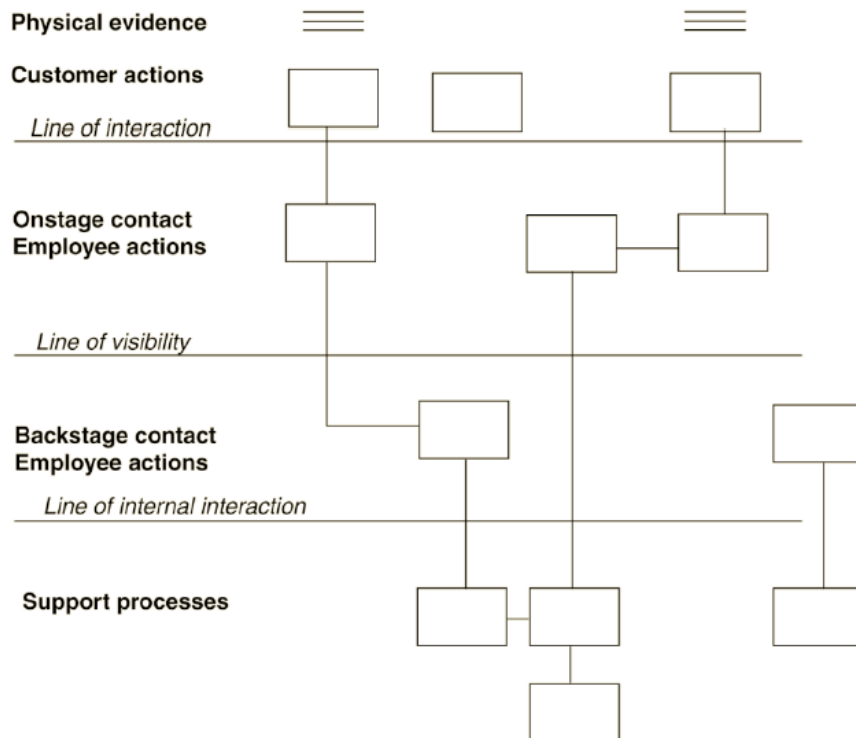 Physical evidence
Customer actions
Line of interaction
Onstage contact
Employee actions
Line of visibility
Backstage contact
Employee actions
Line of internal interaction
Support processes